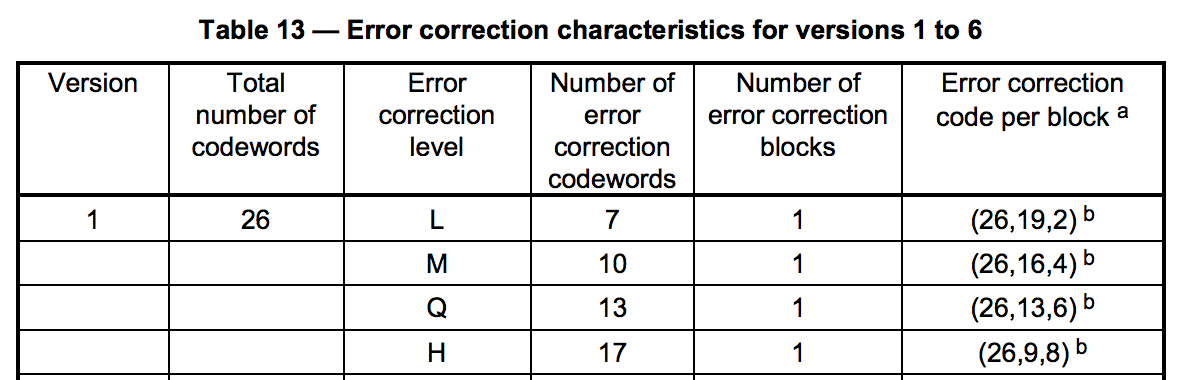 Table 13 — Error correction characteristics for versions 1 to 6
Version Total number of codewords Error correction level Number of error correction codewords Number of error correction blocks Error correction code per block a
1 26 L 7 1 (26,19,2) b
M 10 1 (26,16,4) b
Q 13 1 (26,13,6) b
H 17 1 (26,9,8) b